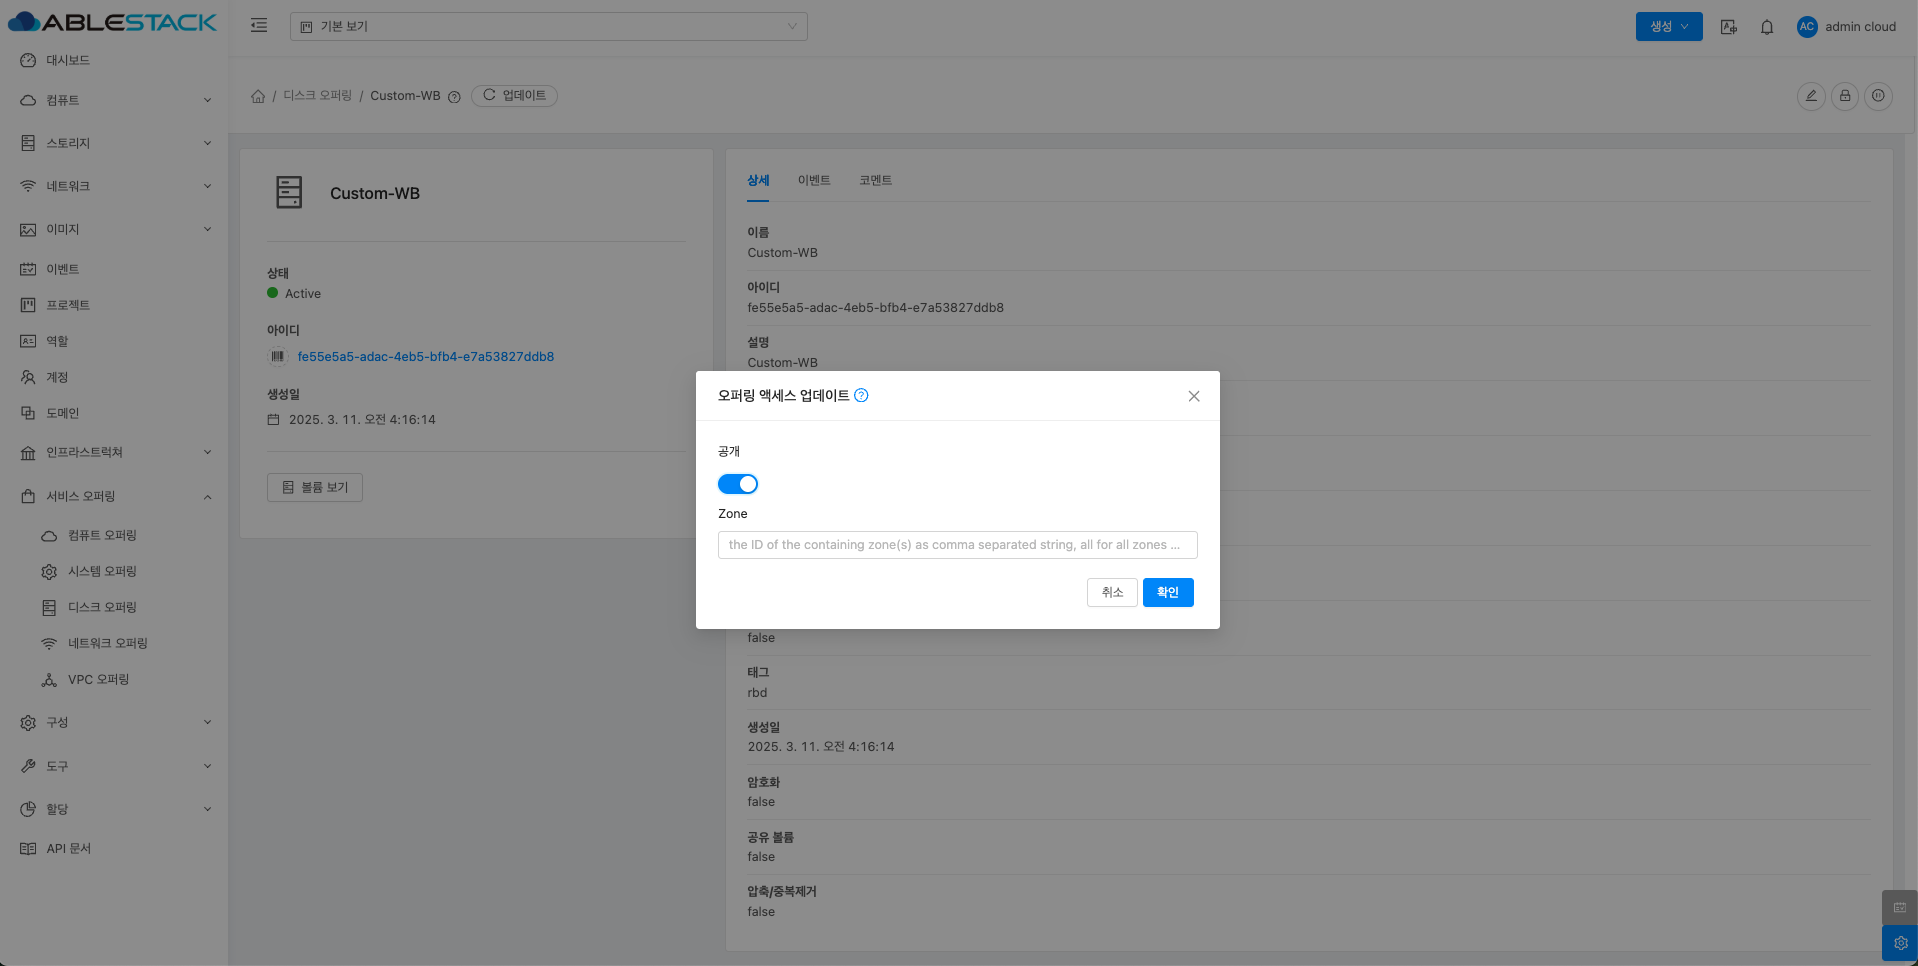 ABLESTACK
기본 보기
생성
AC
admin cloud
대시보드
컴퓨트
스토리지
네트워크
이미지
이벤트
프로젝트
역할
계정
도메인
인프라스트럭쳐
서비스 오퍼링
컴퓨트 오퍼링
시스템 오퍼링
디스크 오퍼링
네트워크 오퍼링
VPC 오퍼링
구성
도구
할당
API 문서
/ 디스크 오퍼링 / Custom-WB
업데이트
Custom-WB
상태
Active
아이디
fe55e5a5-adac-4eb5-bfb4-e7a53827ddb8
생성일
2025. 3. 11. 오전 4:16:14
볼륨 보기
상세
이벤트
코멘트
이름
Custom-WB
아이디
fe55e5a5-adac-4eb5-bfb4-e7a53827ddb8
설명
Custom-WB
오퍼링 액세스 업데이트
공개
Zone
the ID of the containing zone(s) as comma separated string, all for all zones ...
취소
확인
false
태그
rbd
생성일
2025. 3. 11. 오전 4:16:14
암호화
false
공유 볼륨
false
압축/중복제거
false